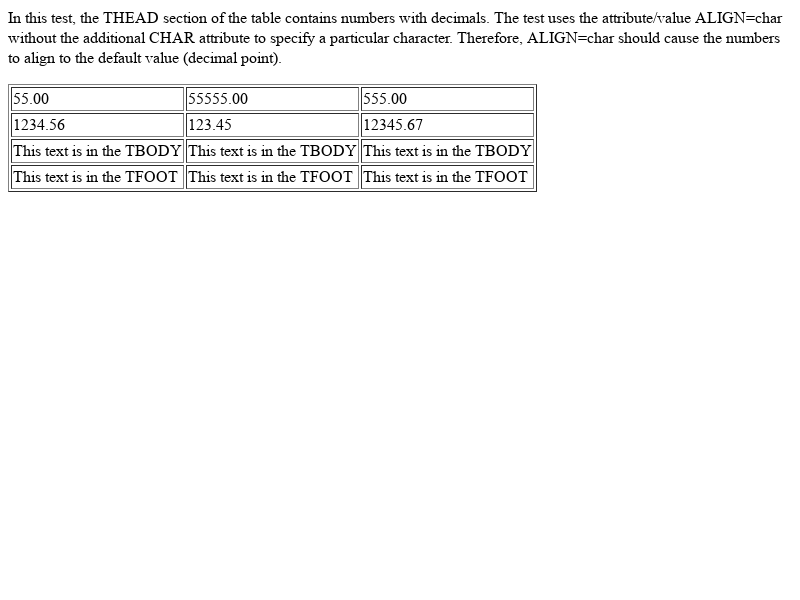 In this test, the THEAD section of the table contains numbers with decimals. The test uses the attribute/value ALIGN=char
without the additional CHAR attribute to specify a particular character. Therefore, ALIGN=char should cause the numbers
to align to the default value (decimal point).
55.00 55555.00 555.00
1234.56 123.45 12345.67
This text is in the TBODY This text is in the TBODY This text is in the TBODY
This text is in the TFOOT This text is in the TFOOT This text is in the TFOOT